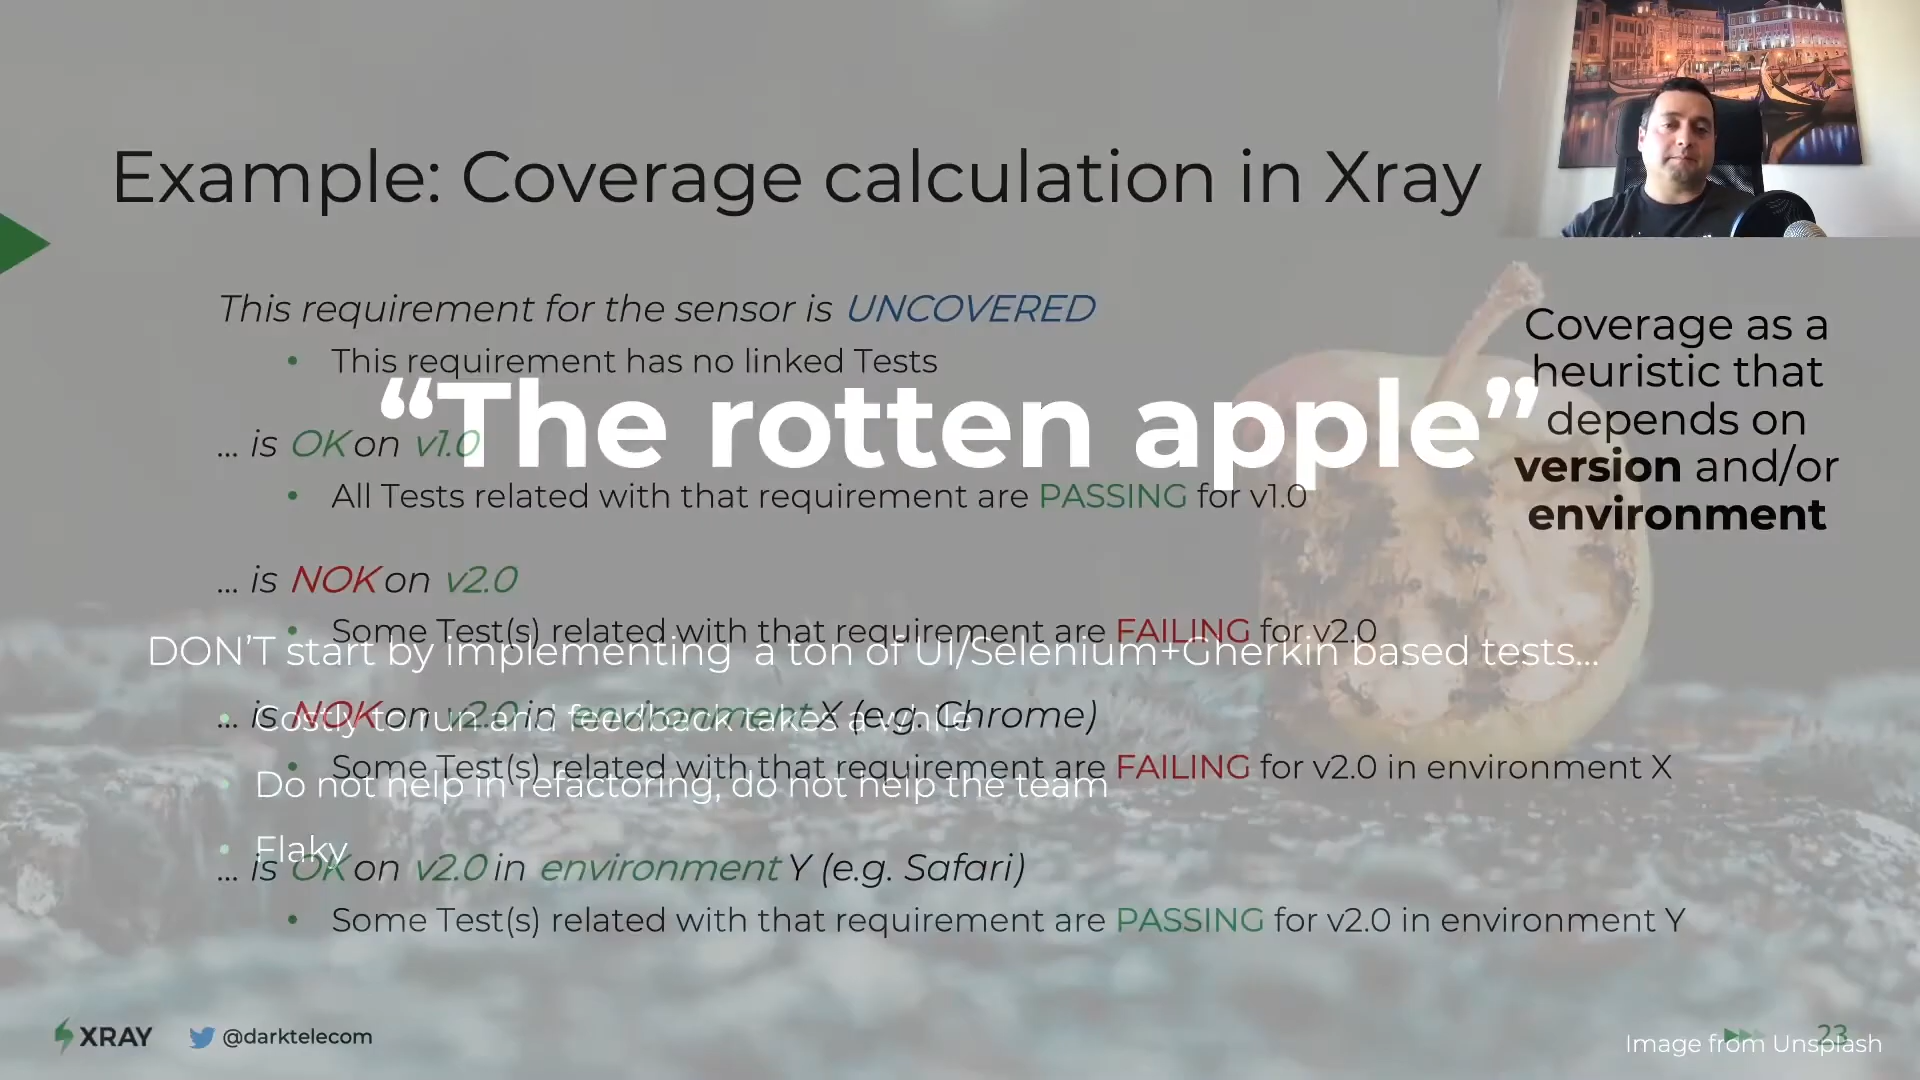 Example: Coverage calculation in Xray
This requirement for the sensor is UNCOVERED
• This requirement has no linked Tests
“The rotten apple”
... is OK on v1.0
• All Tests related with that requirement are PASSING for v1.0
Coverage as a
heuristic that
depends on
version and/or
environment
... is NOK on v2.0
• Some Test(s) related with that requirement are FAILING for v2.0
DON’T start by implementing a ton of UI/Selenium+Gherkin based tests...
... is NOK on v2.0 in environment X (e.g. Chrome)
• Costly to run and feedback takes a while
• Some Test(s) related with that requirement are FAILING for v2.0 in environment X
• Do not help in refactoring, do not help the team
• Flaky
... is OK on v2.0 in environment Y (e.g. Safari)
• Some Test(s) related with that requirement are PASSING for v2.0 in environment Y
XRAY
@darktelecom
23
Image from Unsplash